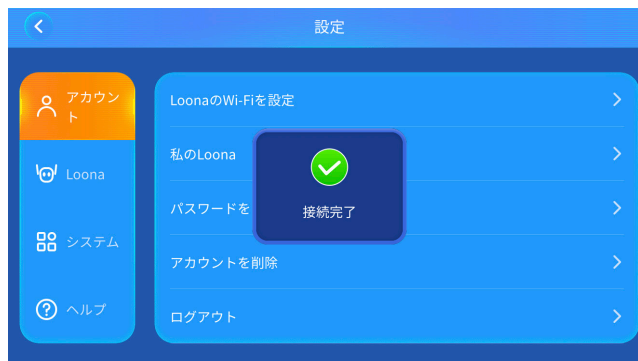 設定
アカウン
ト
Loona
システム
ヘルプ
LoonaのWi-Fiを設定
私のLoona
パスワードを
アカウントを削除
ログアウト
接続完了